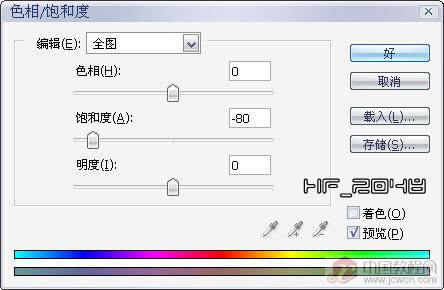 色相/饱和度
编辑(E): 全图
好
色相(H): 0
取消
饱和度(A): -80
载入(L)...
存储(S)...
明度(I): 0
HF_2048
着色(O)
预览(P)
中国教程网
www.jcwcn.com